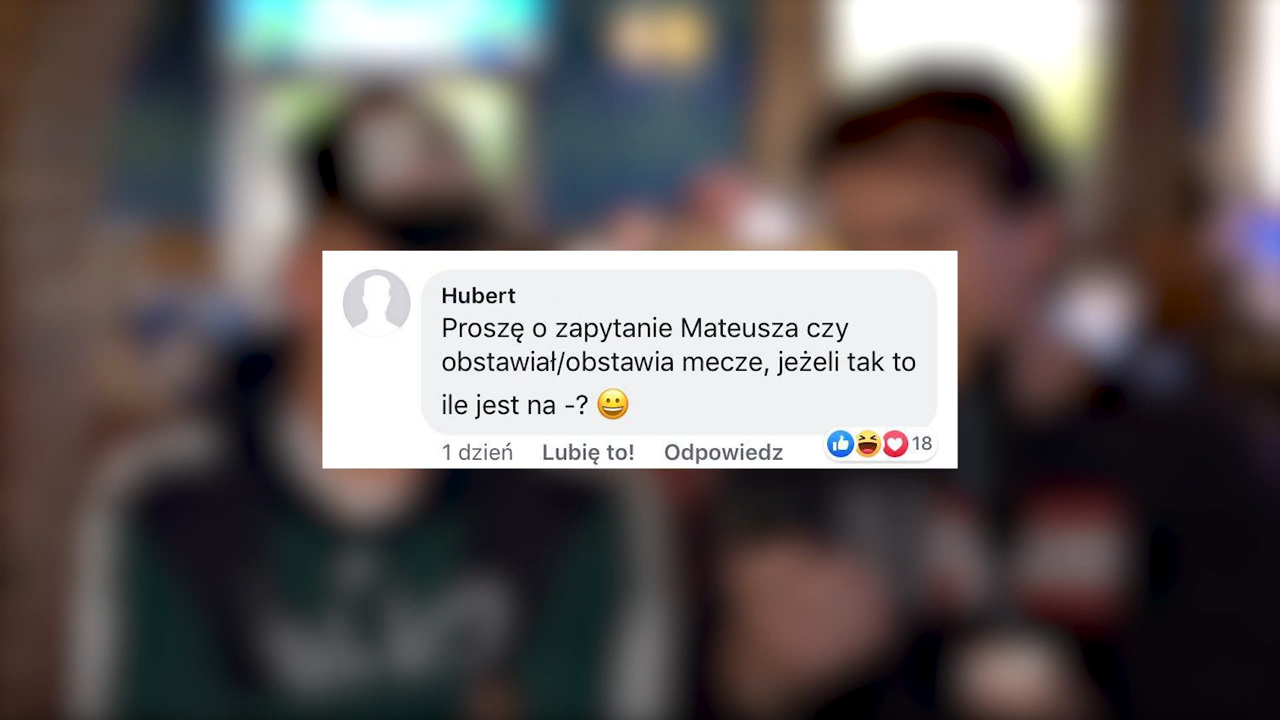 Hubert
Proszę o zapytanie Mateusza czy
obstawiał/obstawia mecze, jeżeli tak to
ile jest na -? 😀
1 dzień Lubię to! Odpowiedz 18